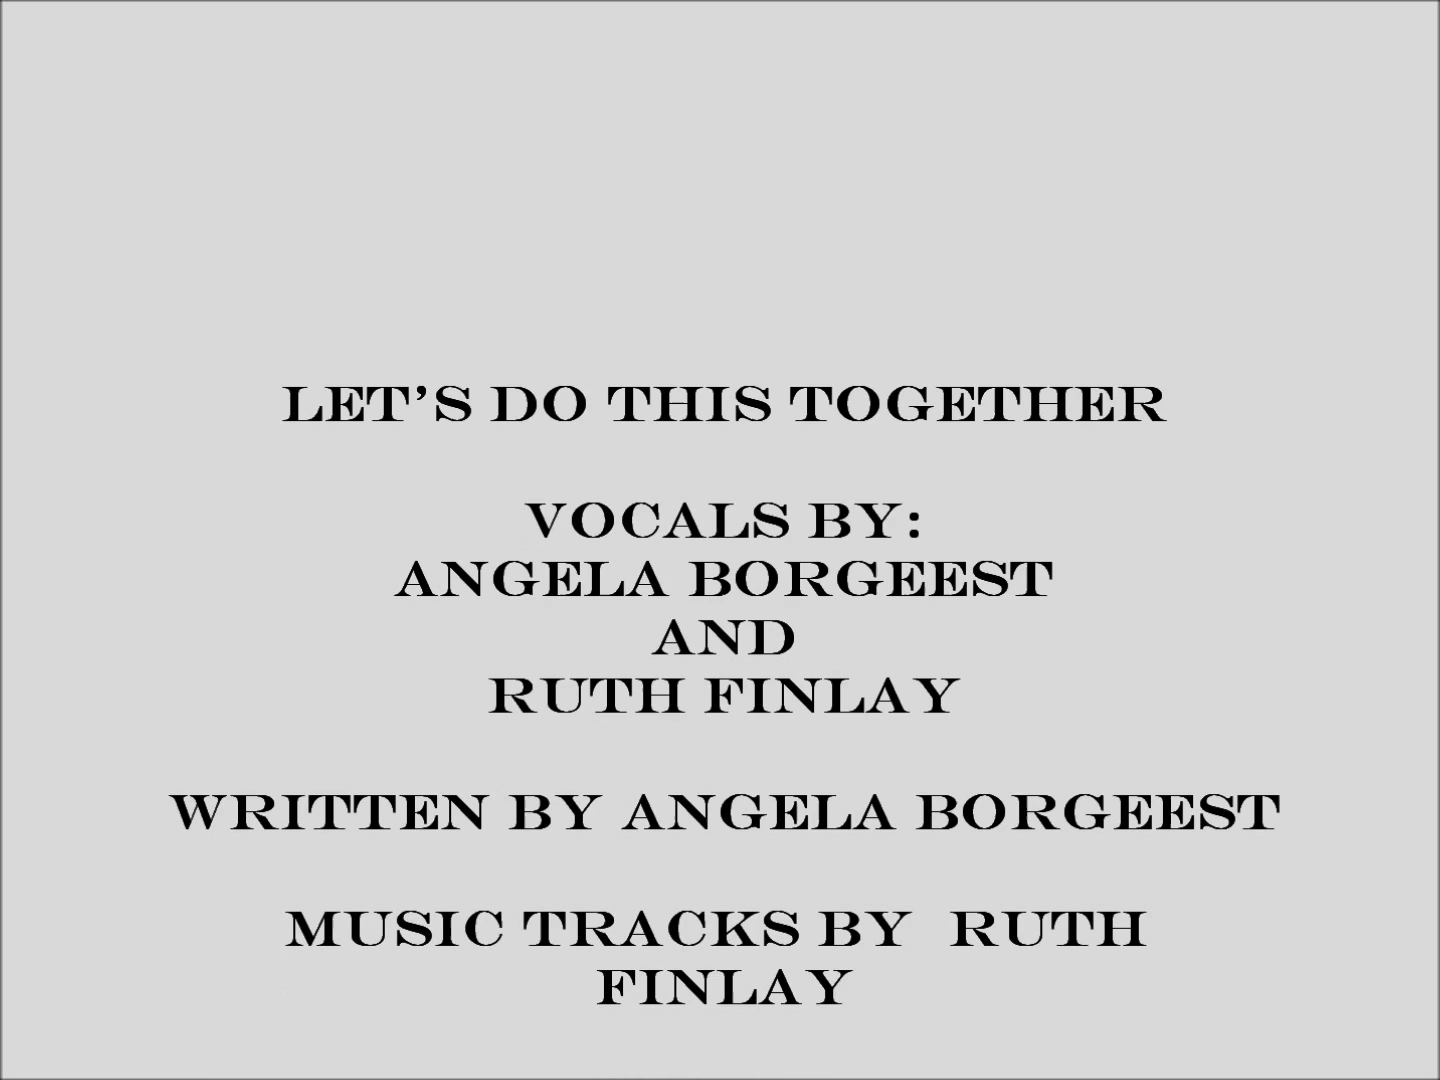 LET'S DO THIS TOGETHER
VOCALS BY:
ANGELA BORGEEST
AND
RUTH FINLAY
WRITTEN BY ANGELA BORGEEST
MUSIC TRACKS BY  RUTH
FINLAY